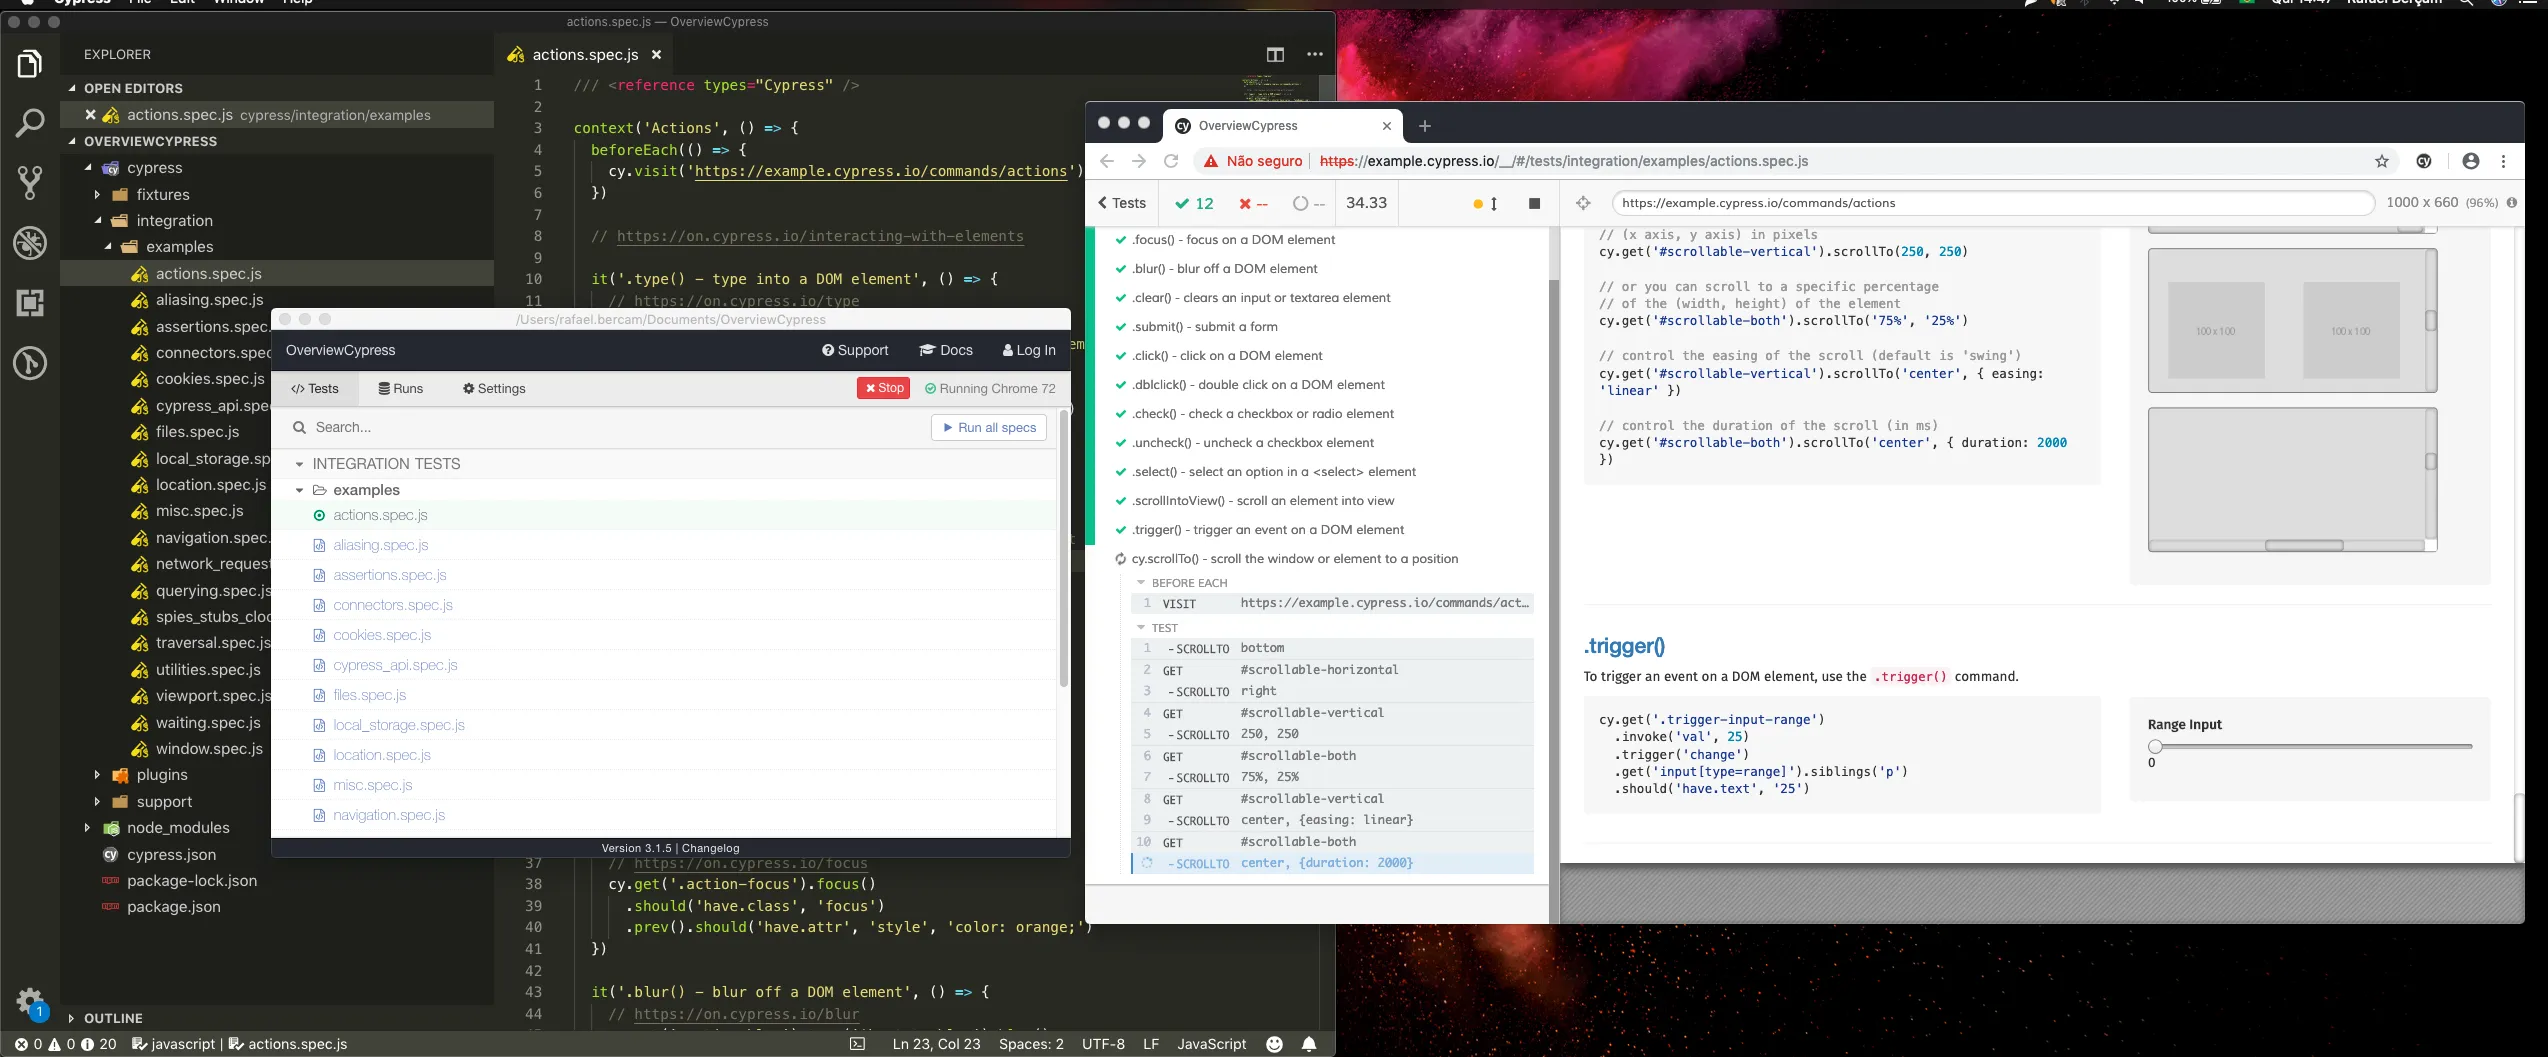 Cypress File Edit Window Help
actions.spec.js — OverviewCypress
EXPLORER
OPEN EDITORS
actions.spec.js cypress/integration/examples
OVERVIEWCYPRESS
cypress
fixtures
integration
examples
actions.spec.js
aliasing.spec.js
assertions.spec.
connectors.spec
cookies.spec.js
cypress_api.spe
files.spec.js
local_storage.sp
location.spec.js
misc.spec.js
navigation.spec.
network_request
querying.spec.js
spies_stubs_cloc
traversal.spec.js
utilities.spec.js
viewport.spec.js
waiting.spec.js
window.spec.js
plugins
support
node_modules
cypress.json
package-lock.json
package.json
OUTLINE
1
0 0 20 javascript | actions.spec.js
Ln 23, Col 23 Spaces: 2 UTF-8 LF JavaScript
actions.spec.js
1 /// <reference types="Cypress" />
2
3 context('Actions', () => {
4 beforeEach(() => {
5 cy.visit('https://example.cypress.io/commands/actions')
6 })
7
8 // https://on.cypress.io/interacting-with-elements
9
10 it('.type() - type into a DOM element', () => {
11 // https://on.cypress.io/type
37 // https://on.cypress.io/focus
38 cy.get('.action-focus').focus()
39 .should('have.class', 'focus')
40 .prev().should('have.attr', 'style', 'color: orange;')
41 })
42
43 it('.blur() - blur off a DOM element', () => {
44 // https://on.cypress.io/blur
/Users/rafael.bercam/Documents/OverviewCypress
OverviewCypress
Support Docs Log In
</> Tests Runs Settings
Stop Running Chrome 72
Search...
Run all specs
INTEGRATION TESTS
examples
actions.spec.js
aliasing.spec.js
assertions.spec.js
connectors.spec.js
cookies.spec.js
cypress_api.spec.js
files.spec.js
local_storage.spec.js
location.spec.js
misc.spec.js
navigation.spec.js
Version 3.1.5 | Changelog
cy OverviewCypress
Não seguro https://example.cypress.io/__/#/tests/integration/examples/actions.spec.js
Tests 12 -- -- 34.33
https://example.cypress.io/commands/actions 1000 x 660 (96%)
.focus() - focus on a DOM element
.blur() - blur off a DOM element
.clear() - clears an input or textarea element
.submit() - submit a form
.click() - click on a DOM element
.dblclick() - double click on a DOM element
.check() - check a checkbox or radio element
.uncheck() - uncheck a checkbox element
.select() - select an option in a <select> element
.scrollIntoView() - scroll an element into view
.trigger() - trigger an event on a DOM element
cy.scrollTo() - scroll the window or element to a position
BEFORE EACH
1 VISIT https://example.cypress.io/commands/act...
TEST
1 - SCROLLTO bottom
2 GET #scrollable-horizontal
3 - SCROLLTO right
4 GET #scrollable-vertical
5 - SCROLLTO 250, 250
6 GET #scrollable-both
7 - SCROLLTO 75%, 25%
8 GET #scrollable-vertical
9 - SCROLLTO center, {easing: linear}
10 GET #scrollable-both
- SCROLLTO center, {duration: 2000}
// (x axis, y axis) in pixels
cy.get('#scrollable-vertical').scrollTo(250, 250)
// or you can scroll to a specific percentage
// of the (width, height) of the element
cy.get('#scrollable-both').scrollTo('75%', '25%')
// control the easing of the scroll (default is 'swing')
cy.get('#scrollable-vertical').scrollTo('center', { easing:
'linear' })
// control the duration of the scroll (in ms)
cy.get('#scrollable-both').scrollTo('center', { duration: 2000
})
100 x 100 100 x 100
.trigger()
To trigger an event on a DOM element, use the .trigger() command.
cy.get('.trigger-input-range')
.invoke('val', 25)
.trigger('change')
.get('input[type=range]').siblings('p')
.should('have.text', '25')
Range Input
0